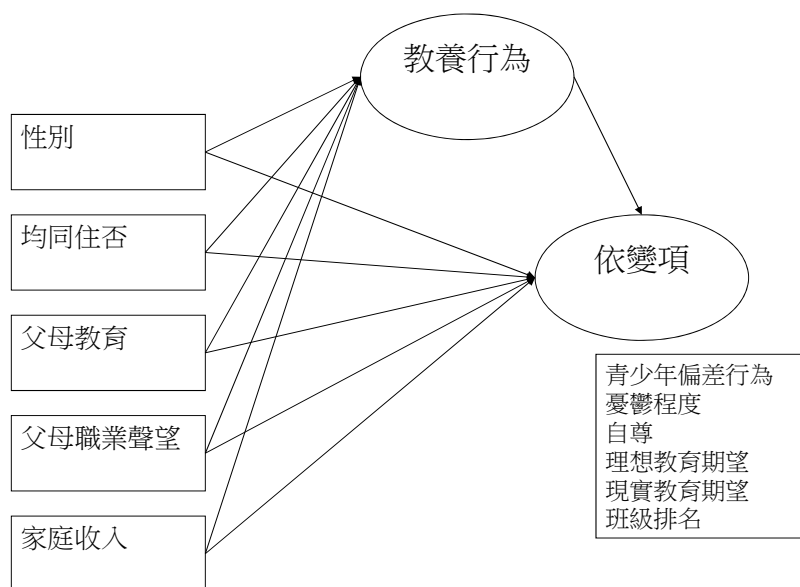 教養行為
性別
均同住否
依變項
父母教育
父母職業聲望
家庭收入
青少年偏差行為
憂鬱程度
自尊
理想教育期望
現實教育期望
班級排名